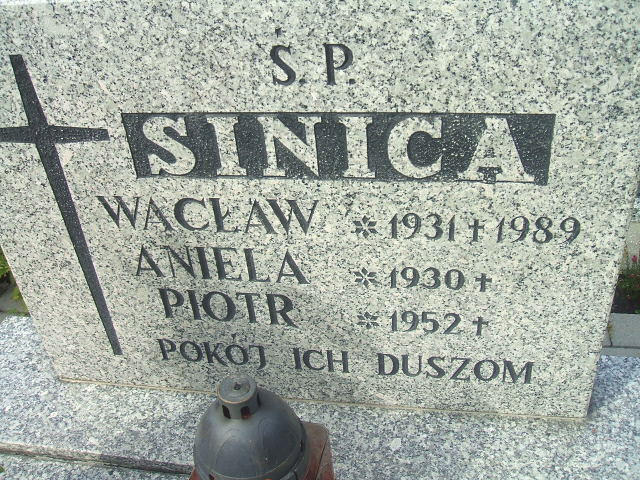 Ś.P.
SINICA
WACŁAW * 1931 + 1989
ANIELA * 1930 +
PIOTR * 1952 +
POKÓJ ICH DUSZOM